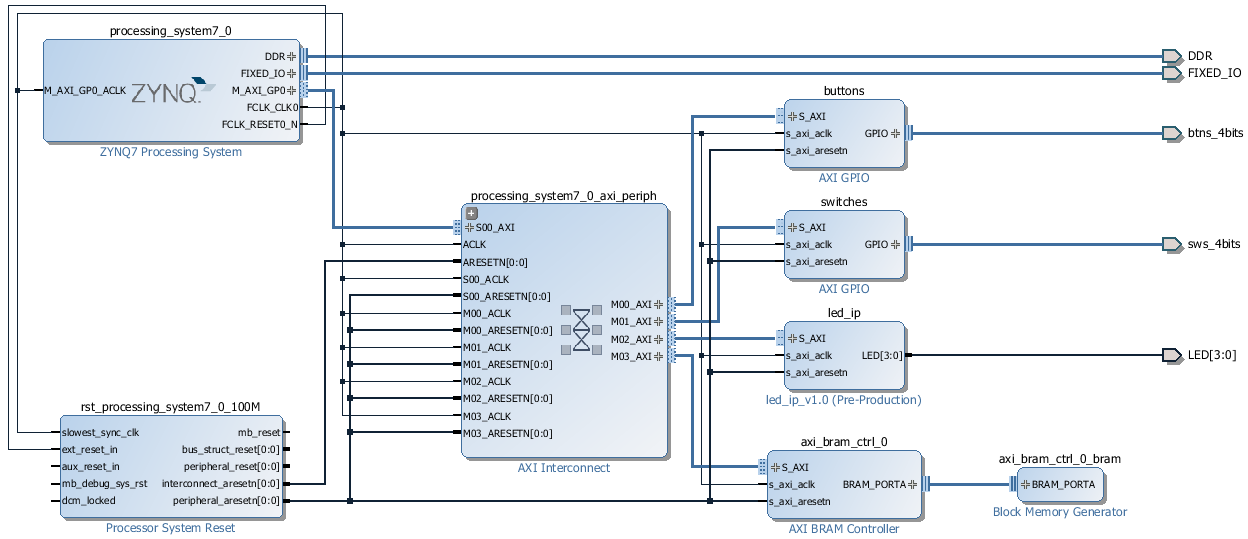 processing_system7_0
DDR
FIXED_IO
M_AXI_GP0_ACLK
ZYNQ
M_AXI_GP0
FCLK_CLK0
FCLK_RESET0_N
ZYNQ7 Processing System
DDR
FIXED_IO
buttons
S_AXI
s_axi_aclk
GPIO
s_axi_aresetn
AXI GPIO
btns_4bits
processing_system7_0_axi_periph
S00_AXI
ACLK
ARESETN[0:0]
S00_ACLK
S00_ARESETN[0:0]
M00_ACLK
M00_ARESETN[0:0]
M01_ACLK
M01_ARESETN[0:0]
M02_ACLK
M02_ARESETN[0:0]
M03_ACLK
M03_ARESETN[0:0]
M00_AXI
M01_AXI
M02_AXI
M03_AXI
AXI Interconnect
switches
S_AXI
s_axi_aclk
GPIO
s_axi_aresetn
AXI GPIO
sws_4bits
led_ip
S_AXI
s_axi_aclk
LED[3:0]
s_axi_aresetn
led_ip_v1.0 (Pre-Production)
LED[3:0]
rst_processing_system7_0_100M
slowest_sync_clk
ext_reset_in
aux_reset_in
mb_debug_sys_rst
dcm_locked
mb_reset
bus_struct_reset[0:0]
peripheral_reset[0:0]
interconnect_aresetn[0:0]
peripheral_aresetn[0:0]
Processor System Reset
axi_bram_ctrl_0
S_AXI
s_axi_aclk
BRAM_PORTA
s_axi_aresetn
AXI BRAM Controller
axi_bram_ctrl_0_bram
BRAM_PORTA
Block Memory Generator